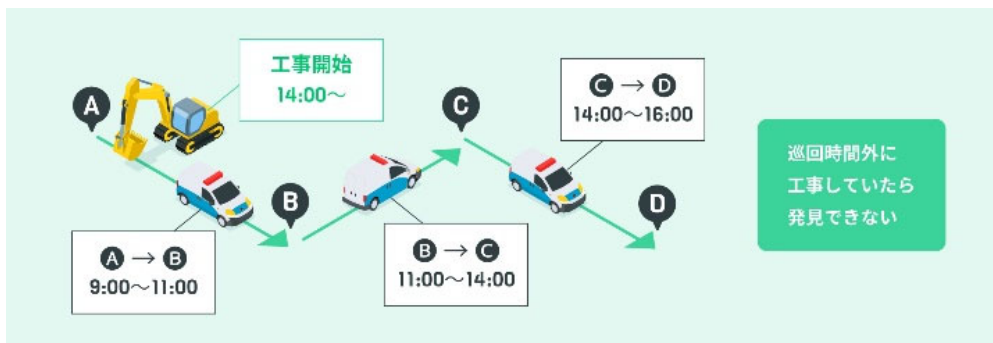 A
工事開始
14:00〜
B
A → B
9:00〜11:00
C
B → C
11:00〜14:00
C → D
14:00〜16:00
D
巡回時間外に
工事していたら
発見できない